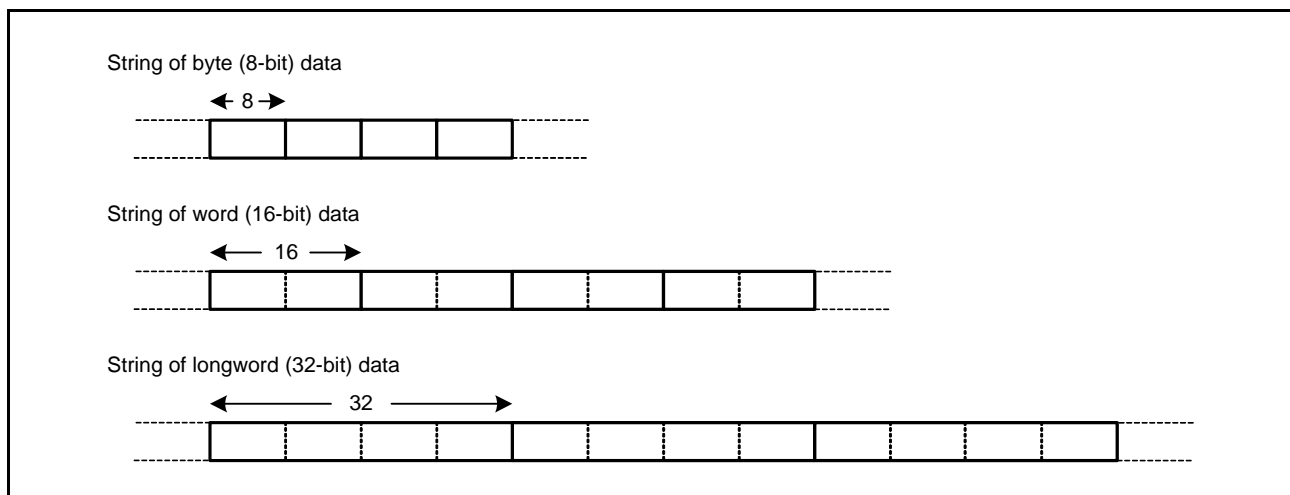 String of byte (8-bit) data
8
String of word (16-bit) data
16
String of longword (32-bit) data
32